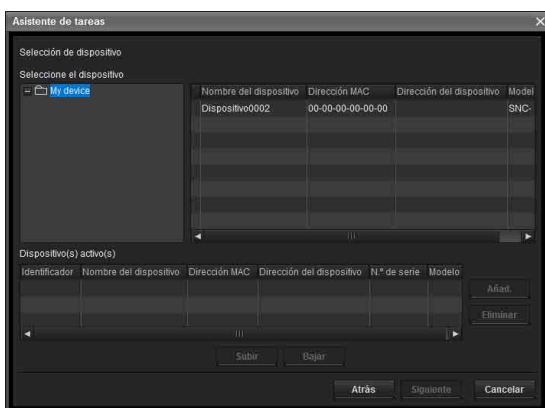 Asistente de tareas
Selección de dispositivo
Seleccione el dispositivo
My device
Nombre del dispositivo Dirección MAC Dirección del dispositivo Model
Dispositivo0002 00-00-00-00-00-00 SNC-
Dispositivo(s) activo(s)
Identificador Nombre del dispositivo Dirección MAC Dirección del dispositivo N.º de serie Modelo
Añad.
Eliminar
Subir Bajar
Atrás Siguiente Cancelar